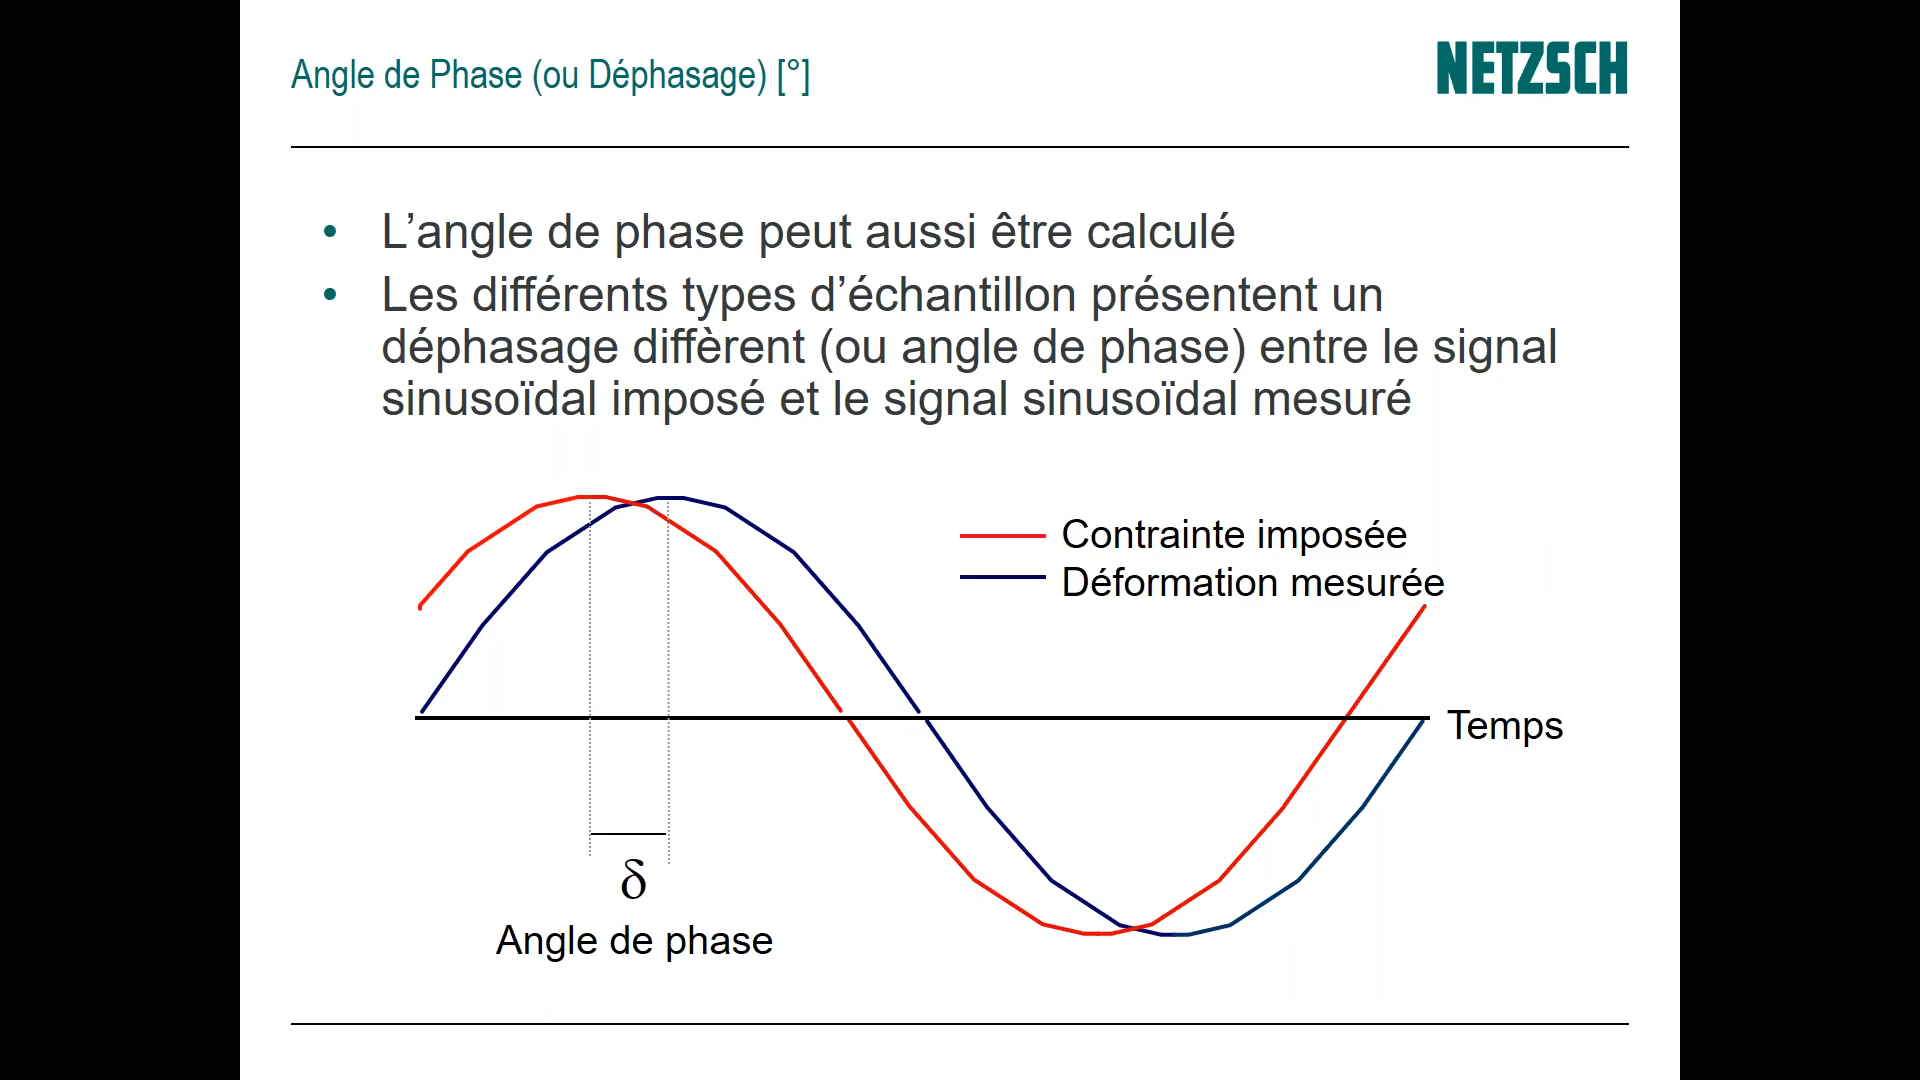 Angle de Phase (ou Déphasage) [°]
NETZSCH
• L’angle de phase peut aussi être calculé
• Les différents types d’échantillon présentent un
déphasage diffèrent (ou angle de phase) entre le signal
sinusoïdal imposé et le signal sinusoïdal mesuré
Contrainte imposée
Déformation mesurée
Temps
δ
Angle de phase